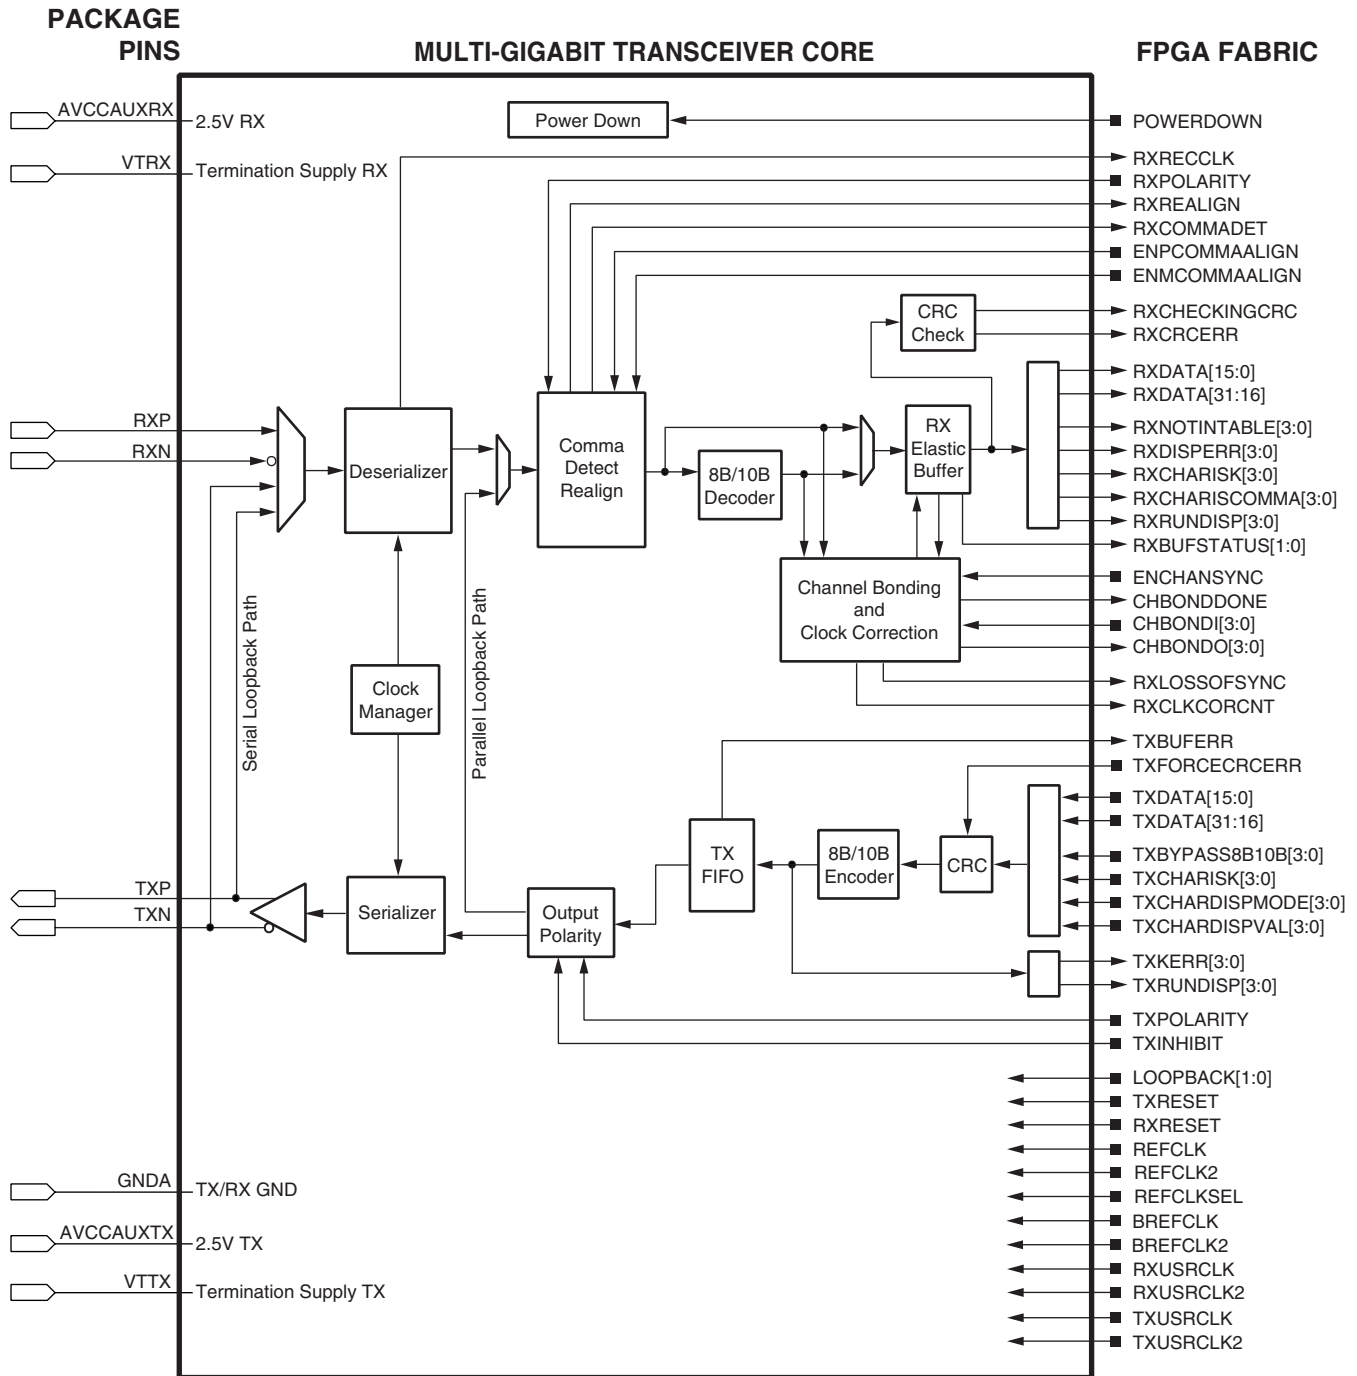 PACKAGE
PINS
MULTI-GIGABIT TRANSCEIVER CORE
FPGA FABRIC
AVCCAUXRX
2.5V RX
VTRX
Termination Supply RX
Power Down
POWERDOWN
RXRECCLK
RXPOLARITY
RXREALIGN
RXCOMMADET
ENPCOMMAALIGN
ENMCOMMAALIGN
CRC
Check
RXCHECKINGCRC
RXCRCERR
RXDATA[15:0]
RXDATA[31:16]
RXNOTINTABLE[3:0]
RXDISPERR[3:0]
RXCHARISK[3:0]
RXCHARISCOMMA[3:0]
RXRUNDISP[3:0]
RXBUFSTATUS[1:0]
RXP
RXN
Deserializer
Comma
Detect
Realign
8B/10B
Decoder
RX
Elastic
Buffer
Channel Bonding
and
Clock Correction
ENCHANSYNC
CHBONDDONE
CHBONDI[3:0]
CHBONDO[3:0]
RXLOSSOFSYNC
RXCLKCORCNT
Serial Loopback Path
Clock
Manager
Parallel Loopback Path
TXBUFERR
TXFORCECRCERR
TXDATA[15:0]
TXDATA[31:16]
TXBYPASS8B10B[3:0]
TXCHARISK[3:0]
TXCHARDISPMODE[3:0]
TXCHARDISPVAL[3:0]
TXKERR[3:0]
TXRUNDISP[3:0]
TXPOLARITY
TXINHIBIT
TXP
TXN
Serializer
Output
Polarity
TX
FIFO
8B/10B
Encoder
CRC
LOOPBACK[1:0]
TXRESET
RXRESET
REFCLK
REFCLK2
REFCLKSEL
BREFCLK
BREFCLK2
RXUSRCLK
RXUSRCLK2
TXUSRCLK
TXUSRCLK2
GNDA
TX/RX GND
AVCCAUXTX
2.5V TX
VTTX
Termination Supply TX